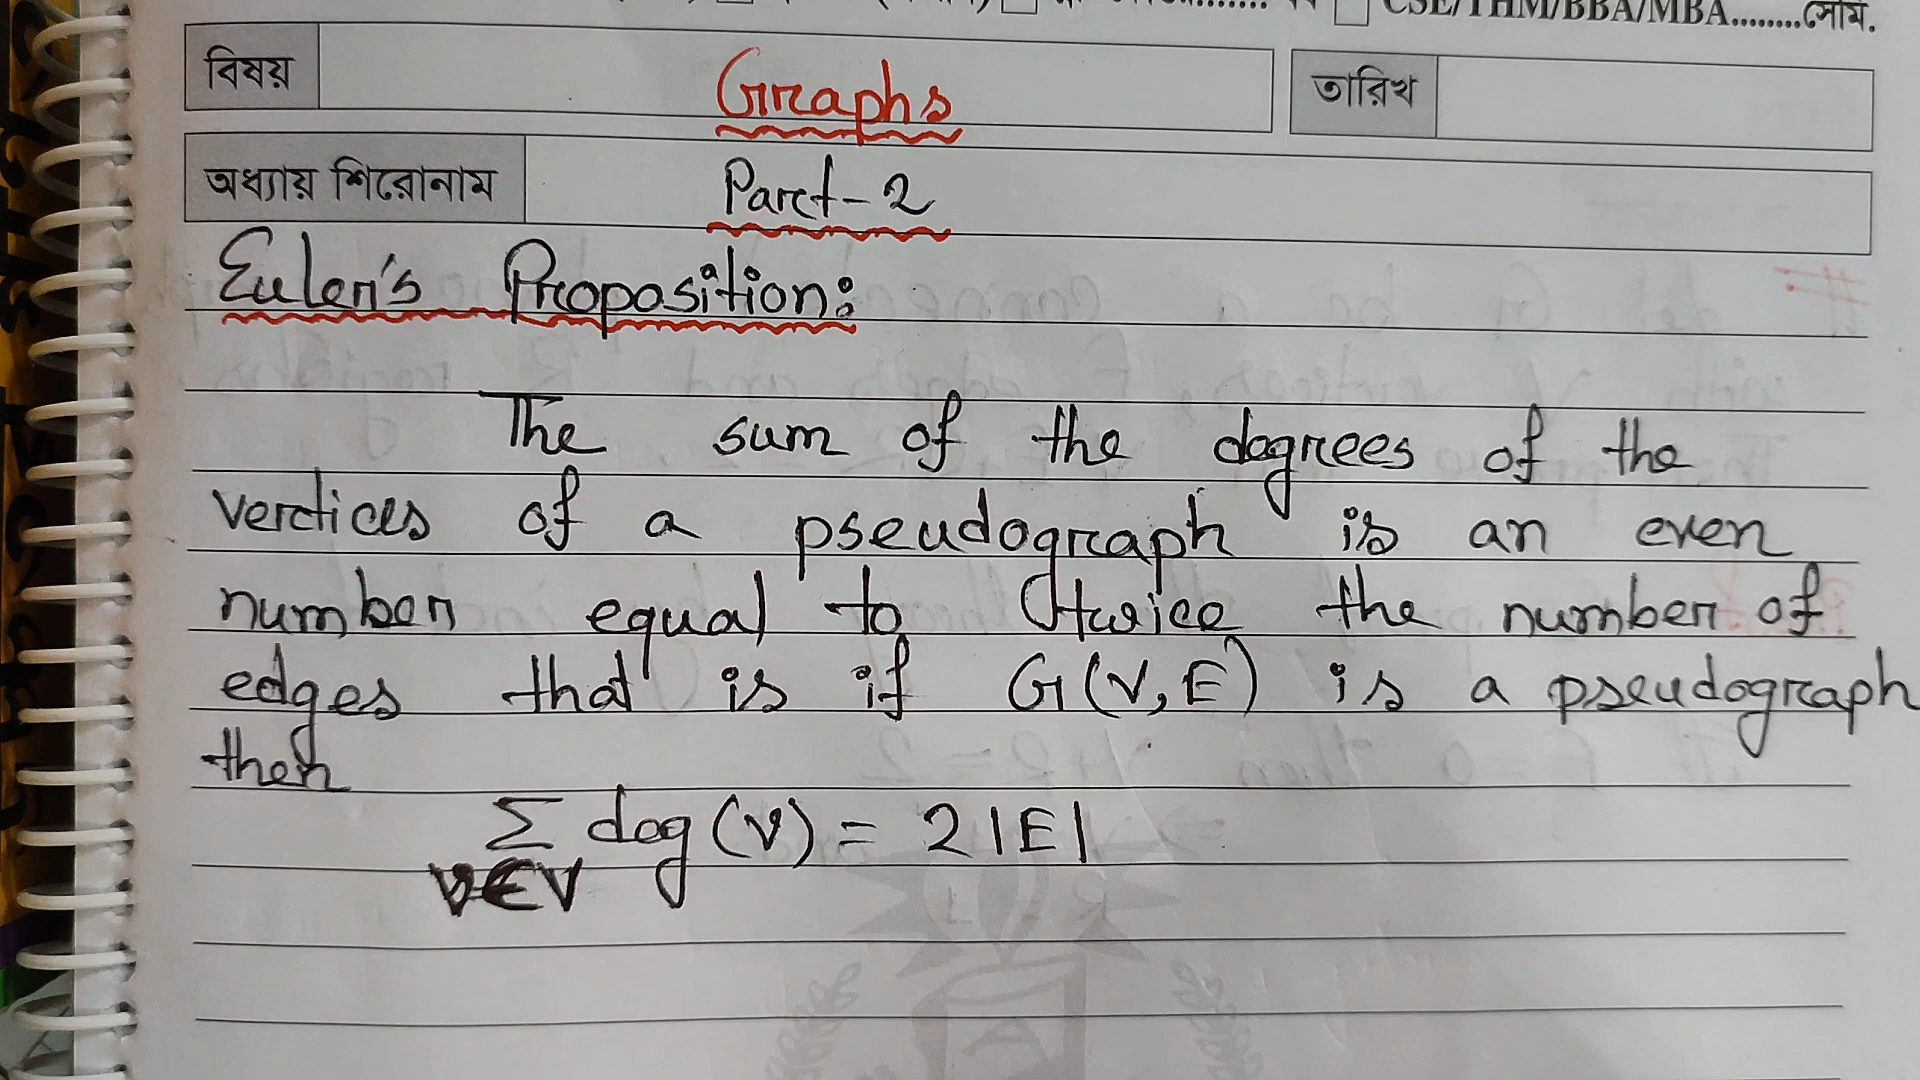 CSE/THM/BBA/MBA........সেমি.
বিষয় Graphs তারিখ
অধ্যায় শিরোনাম Part-2
Euler's Proposition:
The sum of the degrees of the
vertices of a pseudograph is an even
number equal to twice the number of
edges that is if G(V,E) is a pseudograph
then
Σ deg (v) = 2|E|
v∈V